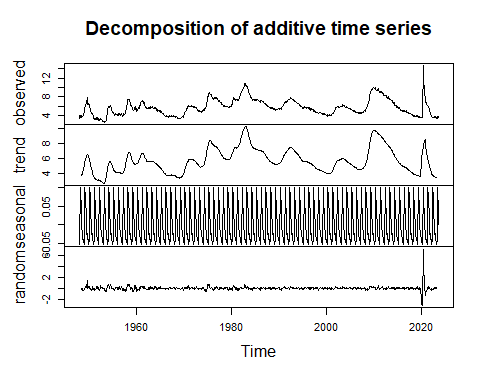 Decomposition of additive time series
observed
4 8 12
trend
4 6 8
seasonal
-0.05 0.05
random
-2 2 6
1960 1980 2000 2020
Time